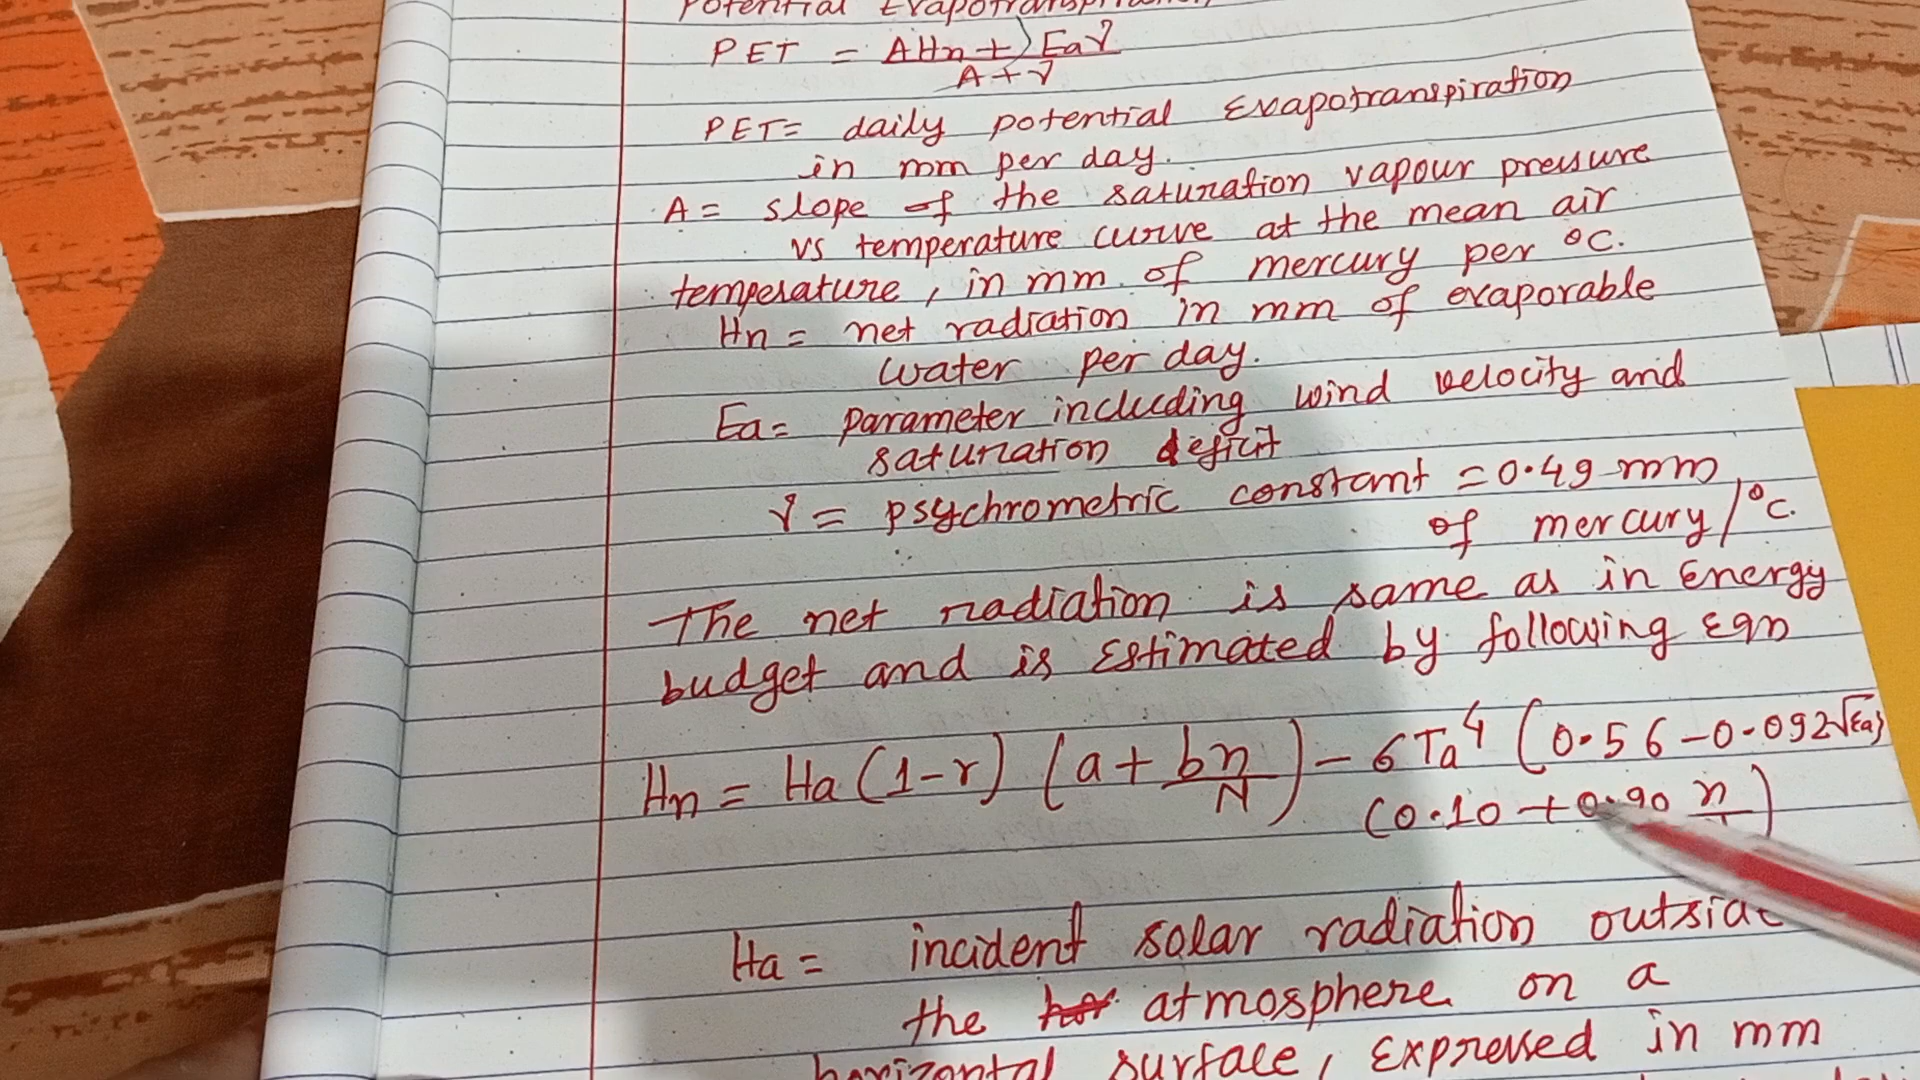 Potential Evapotranspiration
PET = AHn + Eaγ / A + γ
PET = daily potential Evapotranspiration
in mm per day.
A = slope of the saturation vapour pressure
vs temperature curve at the mean air
temperature, in mm of mercury per °C.
Hn = net radiation in mm of evaporable
water per day.
Ea = parameter including wind velocity and
saturation deficit
γ = psychrometric constant = 0.49 mm
of mercury/°C.
The net radiation is same as in Energy
budget and is Estimated by following Eqn
Hn = Ha (1-r) (a + b n/N) - σTa⁴ (0.56 - 0.092√ea)
(0.10 + 0.90 n/N)
Ha = incident solar radiation outside
the atmosphere on a
horizontal surface, Expressed in mm